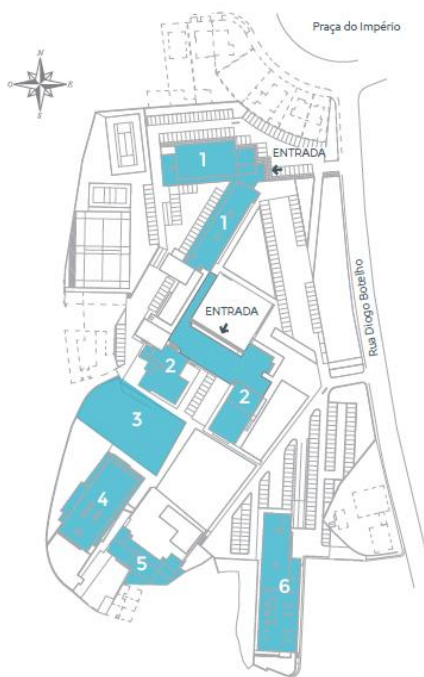 Praça do Império
N
O
E
S
1
ENTRADA
1
ENTRADA
Rua Diogo Botelho
2
2
3
4
5
6